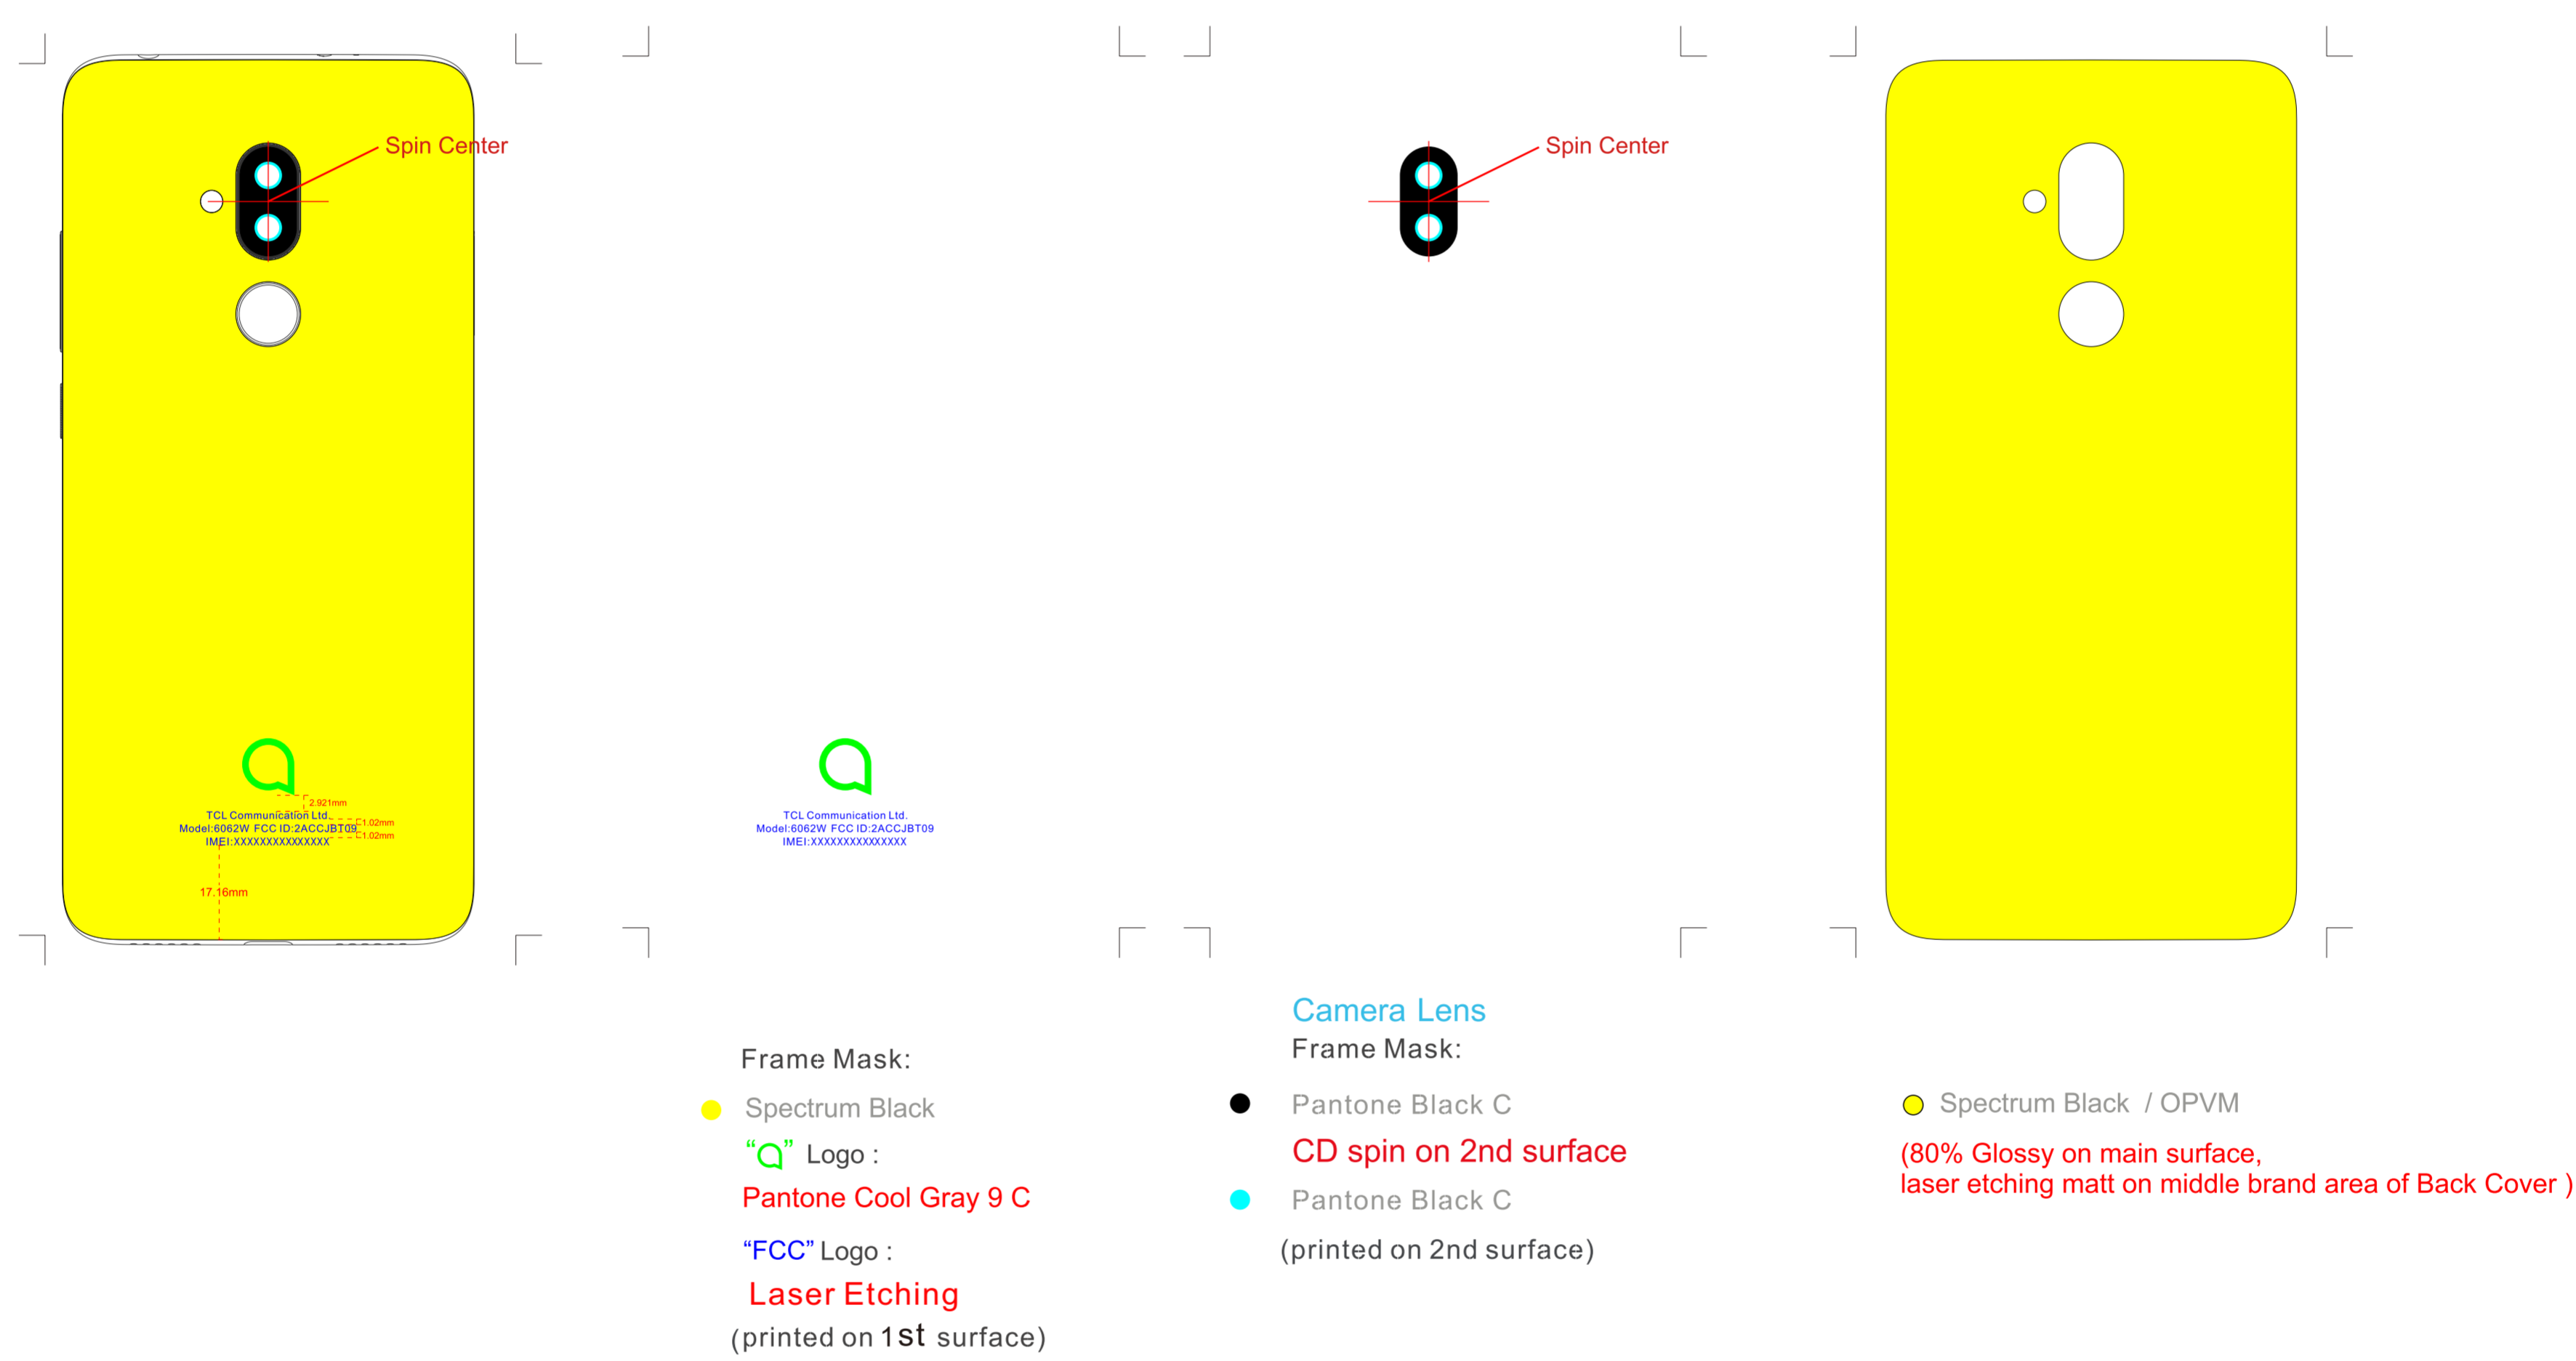 Spin Center
2.921mm
TCL Communication Ltd.
1.02mm
Model:6062W FCC ID:2ACCJBT09
1.02mm
IMEI:XXXXXXXXXXXXXXX
17.16mm
TCL Communication Ltd.
Model:6062W FCC ID:2ACCJBT09
IMEI:XXXXXXXXXXXXXXX
Frame Mask:
Spectrum Black
“ ” Logo :
Pantone Cool Gray 9 C
“FCC” Logo :
Laser Etching
(printed on 1st surface)
Spin Center
Camera Lens
Frame Mask:
Pantone Black C
CD spin on 2nd surface
Pantone Black C
(printed on 2nd surface)
Spectrum Black / OPVM
(80% Glossy on main surface,
laser etching matt on middle brand area of Back Cover )